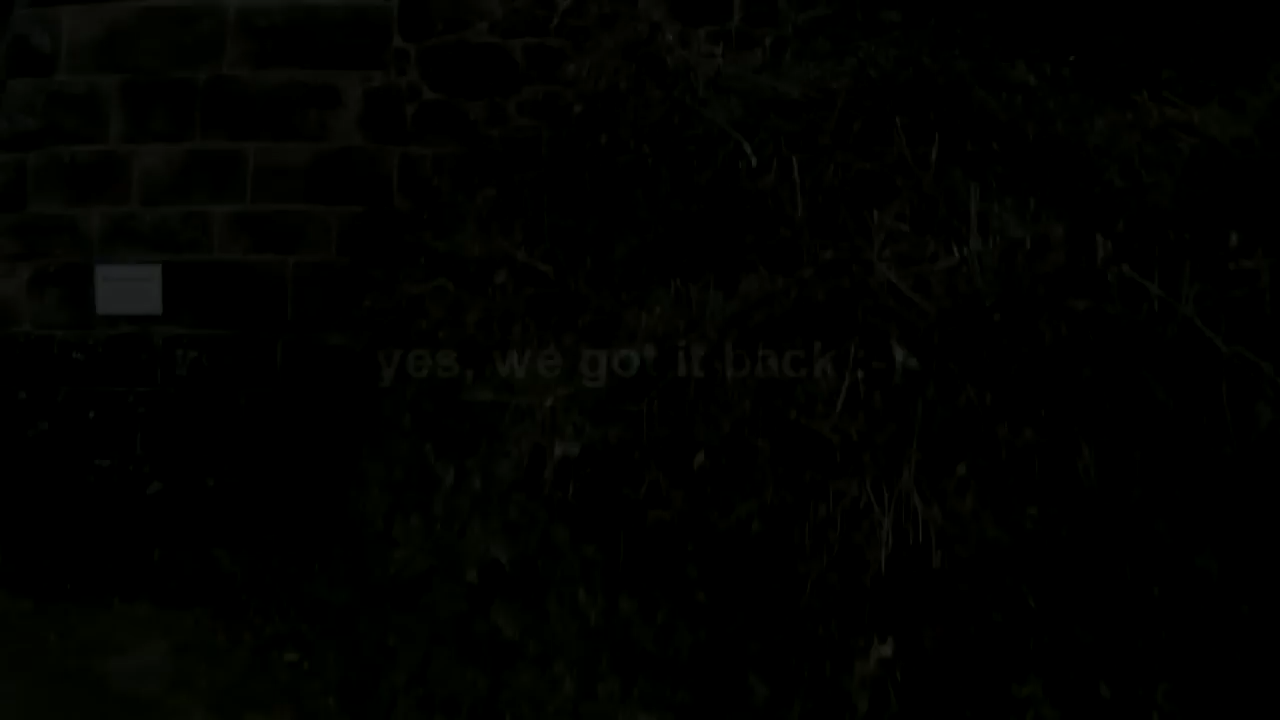 yes, we got it back :-)